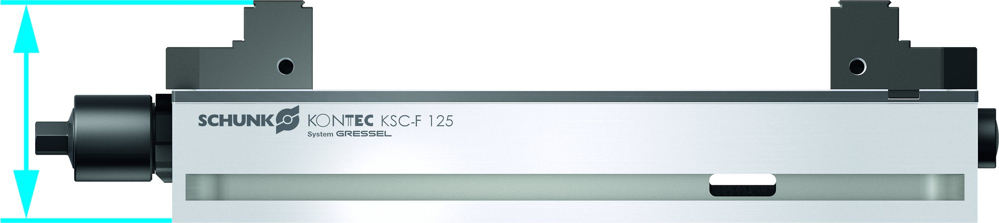 SCHUNK KONTEC KSC-F 125
System GRESSEL